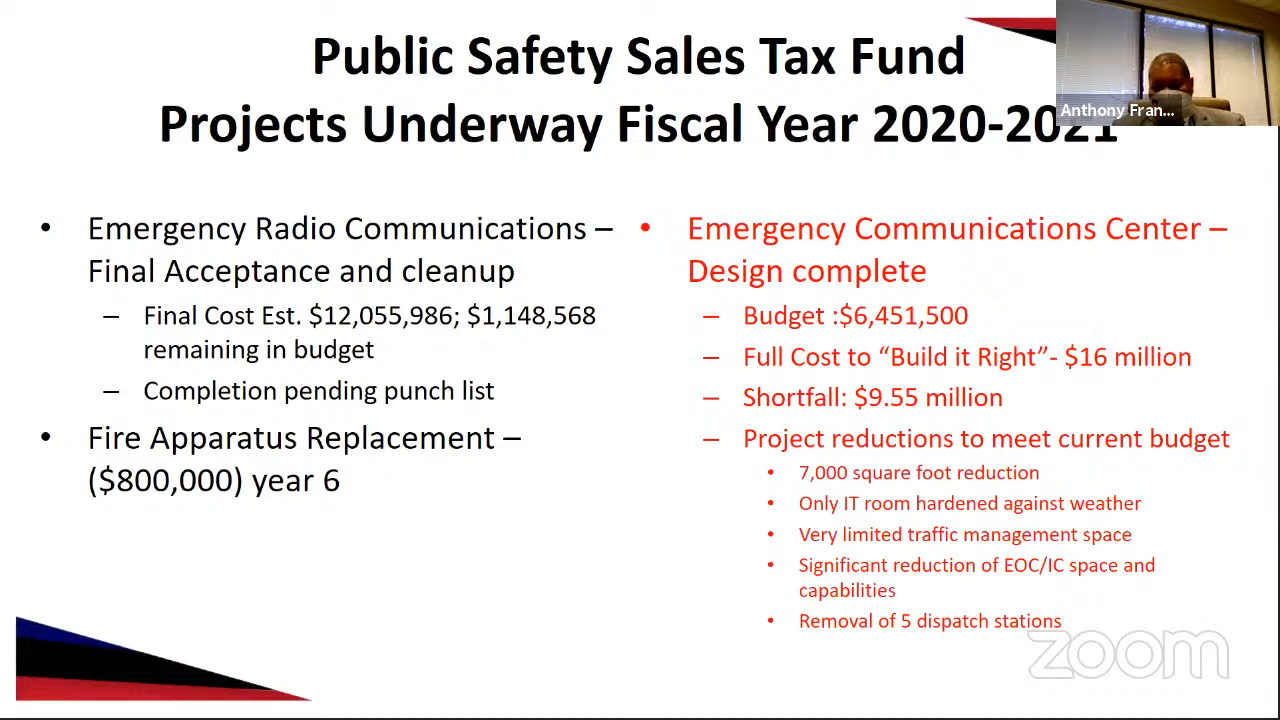 Public Safety Sales Tax Fund
Projects Underway Fiscal Year 2020-2021
Anthony Fran...
• Emergency Radio Communications –
Final Acceptance and cleanup
– Final Cost Est. $12,055,986; $1,148,568
remaining in budget
– Completion pending punch list
• Fire Apparatus Replacement –
($800,000) year 6
• Emergency Communications Center –
Design complete
– Budget :$6,451,500
– Full Cost to “Build it Right”- $16 million
– Shortfall: $9.55 million
– Project reductions to meet current budget
• 7,000 square foot reduction
• Only IT room hardened against weather
• Very limited traffic management space
• Significant reduction of EOC/IC space and
capabilities
• Removal of 5 dispatch stations
zoom